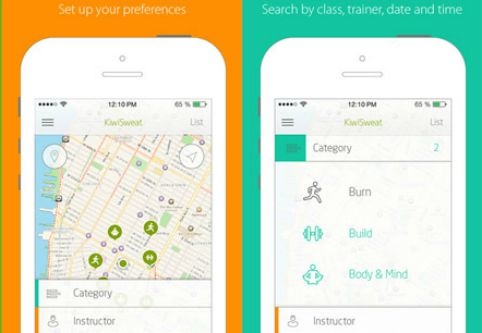 Set up your preferences
12:10 PM
65 %
KiwiSweat
List
Category
Instructor
Search by class, trainer, date and time
12:10 PM
65 %
KiwiSweat
List
Category
2
Burn
Build
Body & Mind
Instructor